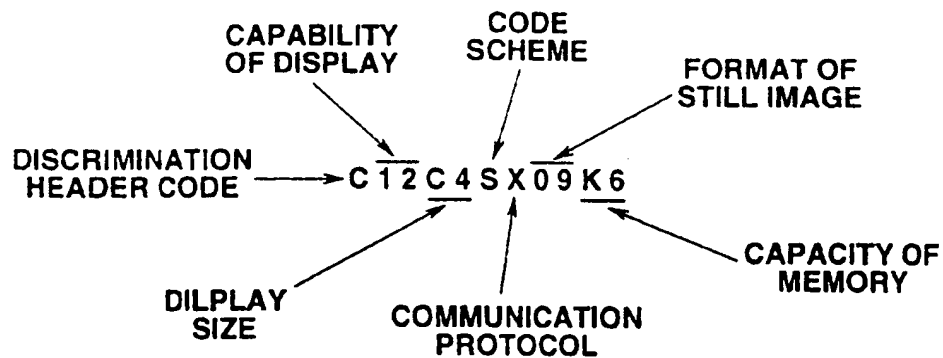 CAPABILITY
OF DISPLAY
CODE
SCHEME
FORMAT OF
STILL IMAGE
DISCRIMINATION
HEADER CODE
C 1 2 C 4 S X 0 9 K 6
DILPLAY
SIZE
COMMUNICATION
PROTOCOL
CAPACITY OF
MEMORY